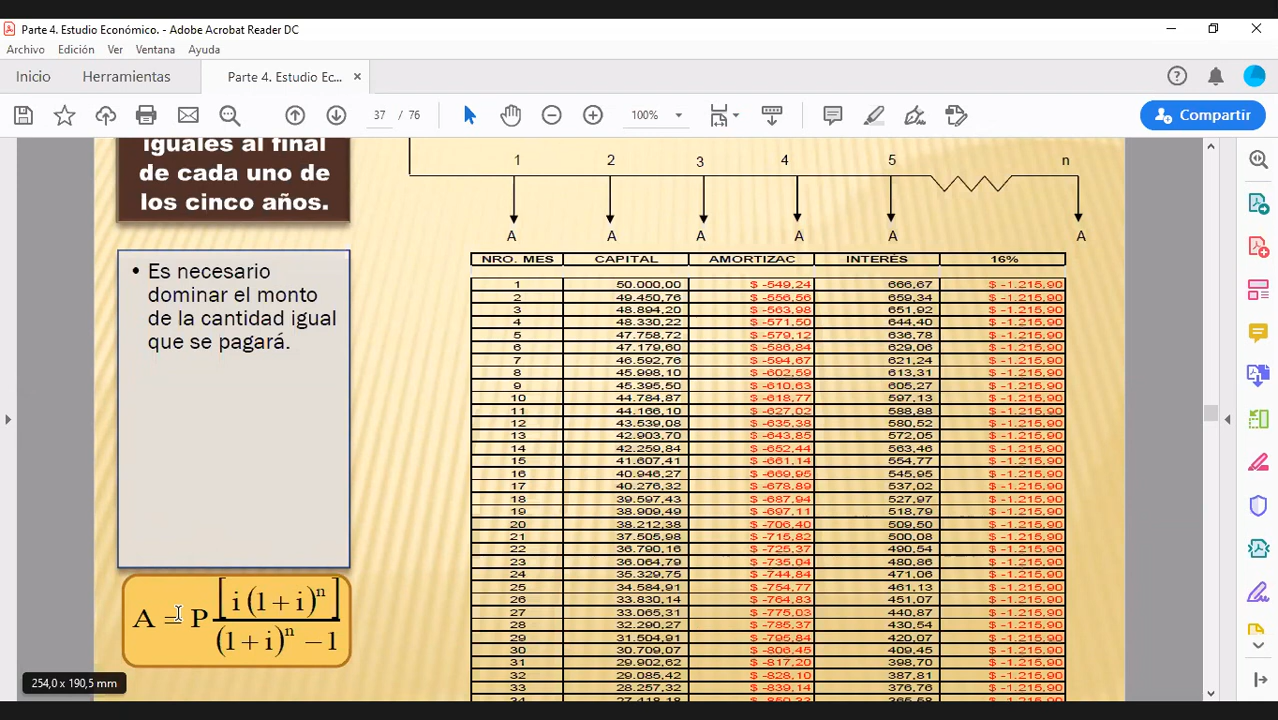 Parte 4. Estudio Económico. - Adobe Acrobat Reader DC
Archivo Edición Ver Ventana Ayuda
Inicio Herramientas Parte 4. Estudio Ec... ×
37 / 76 100% Compartir
iguales al final
de cada uno de
los cinco años.
1 2 3 4 5 n
A A A A A A
• Es necesario
dominar el monto
de la cantidad igual
que se pagará.
NRO. MES CAPITAL AMORTIZAC INTERES 16%
1 50.000,00 $ -549,24 666,67 $ -1.215,90
2 49.450,76 $ -556,56 659,34 $ -1.215,90
3 48.894,20 $ -563,98 651,92 $ -1.215,90
4 48.330,22 $ -571,50 644,40 $ -1.215,90
5 47.758,72 $ -579,12 636,78 $ -1.215,90
6 47.179,60 $ -586,84 629,06 $ -1.215,90
7 46.592,76 $ -594,67 621,24 $ -1.215,90
8 45.998,10 $ -602,59 613,31 $ -1.215,90
9 45.395,50 $ -610,63 605,27 $ -1.215,90
10 44.784,87 $ -618,77 597,13 $ -1.215,90
11 44.166,10 $ -627,02 588,88 $ -1.215,90
12 43.539,08 $ -635,38 580,52 $ -1.215,90
13 42.903,70 $ -643,85 572,05 $ -1.215,90
14 42.259,84 $ -652,44 563,46 $ -1.215,90
15 41.607,41 $ -661,14 554,77 $ -1.215,90
16 40.946,27 $ -669,95 545,95 $ -1.215,90
17 40.276,32 $ -678,89 537,02 $ -1.215,90
18 39.597,43 $ -687,94 527,97 $ -1.215,90
19 38.909,49 $ -697,11 518,79 $ -1.215,90
20 38.212,38 $ -706,40 509,50 $ -1.215,90
21 37.505,98 $ -715,82 500,08 $ -1.215,90
22 36.790,16 $ -725,37 490,54 $ -1.215,90
23 36.064,79 $ -735,04 480,86 $ -1.215,90
24 35.329,75 $ -744,84 471,06 $ -1.215,90
25 34.584,91 $ -754,77 461,13 $ -1.215,90
26 33.830,14 $ -764,83 451,07 $ -1.215,90
27 33.065,31 $ -775,03 440,87 $ -1.215,90
28 32.290,27 $ -785,37 430,54 $ -1.215,90
29 31.504,91 $ -795,84 420,07 $ -1.215,90
30 30.709,07 $ -806,45 409,45 $ -1.215,90
31 29.902,62 $ -817,20 398,70 $ -1.215,90
32 29.085,42 $ -828,10 387,81 $ -1.215,90
33 28.257,32 $ -839,14 376,76 $ -1.215,90
A = P [i (1 + i)ⁿ] / (1 + i)ⁿ − 1
254,0 x 190,5 mm